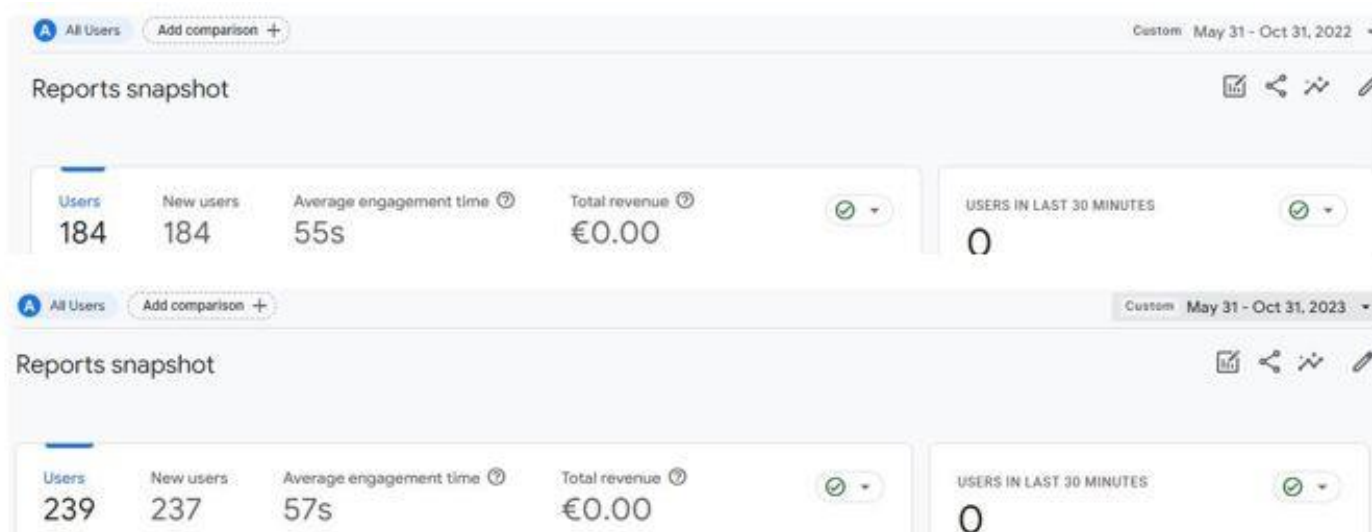 A All Users Add comparison + Custom May 31 - Oct 31, 2022
Reports snapshot
Users New users Average engagement time Total revenue USERS IN LAST 30 MINUTES
184 184 55s €0.00 0
A All Users Add comparison + Custom May 31 - Oct 31, 2023
Reports snapshot
Users New users Average engagement time Total revenue USERS IN LAST 30 MINUTES
239 237 57s €0.00 0